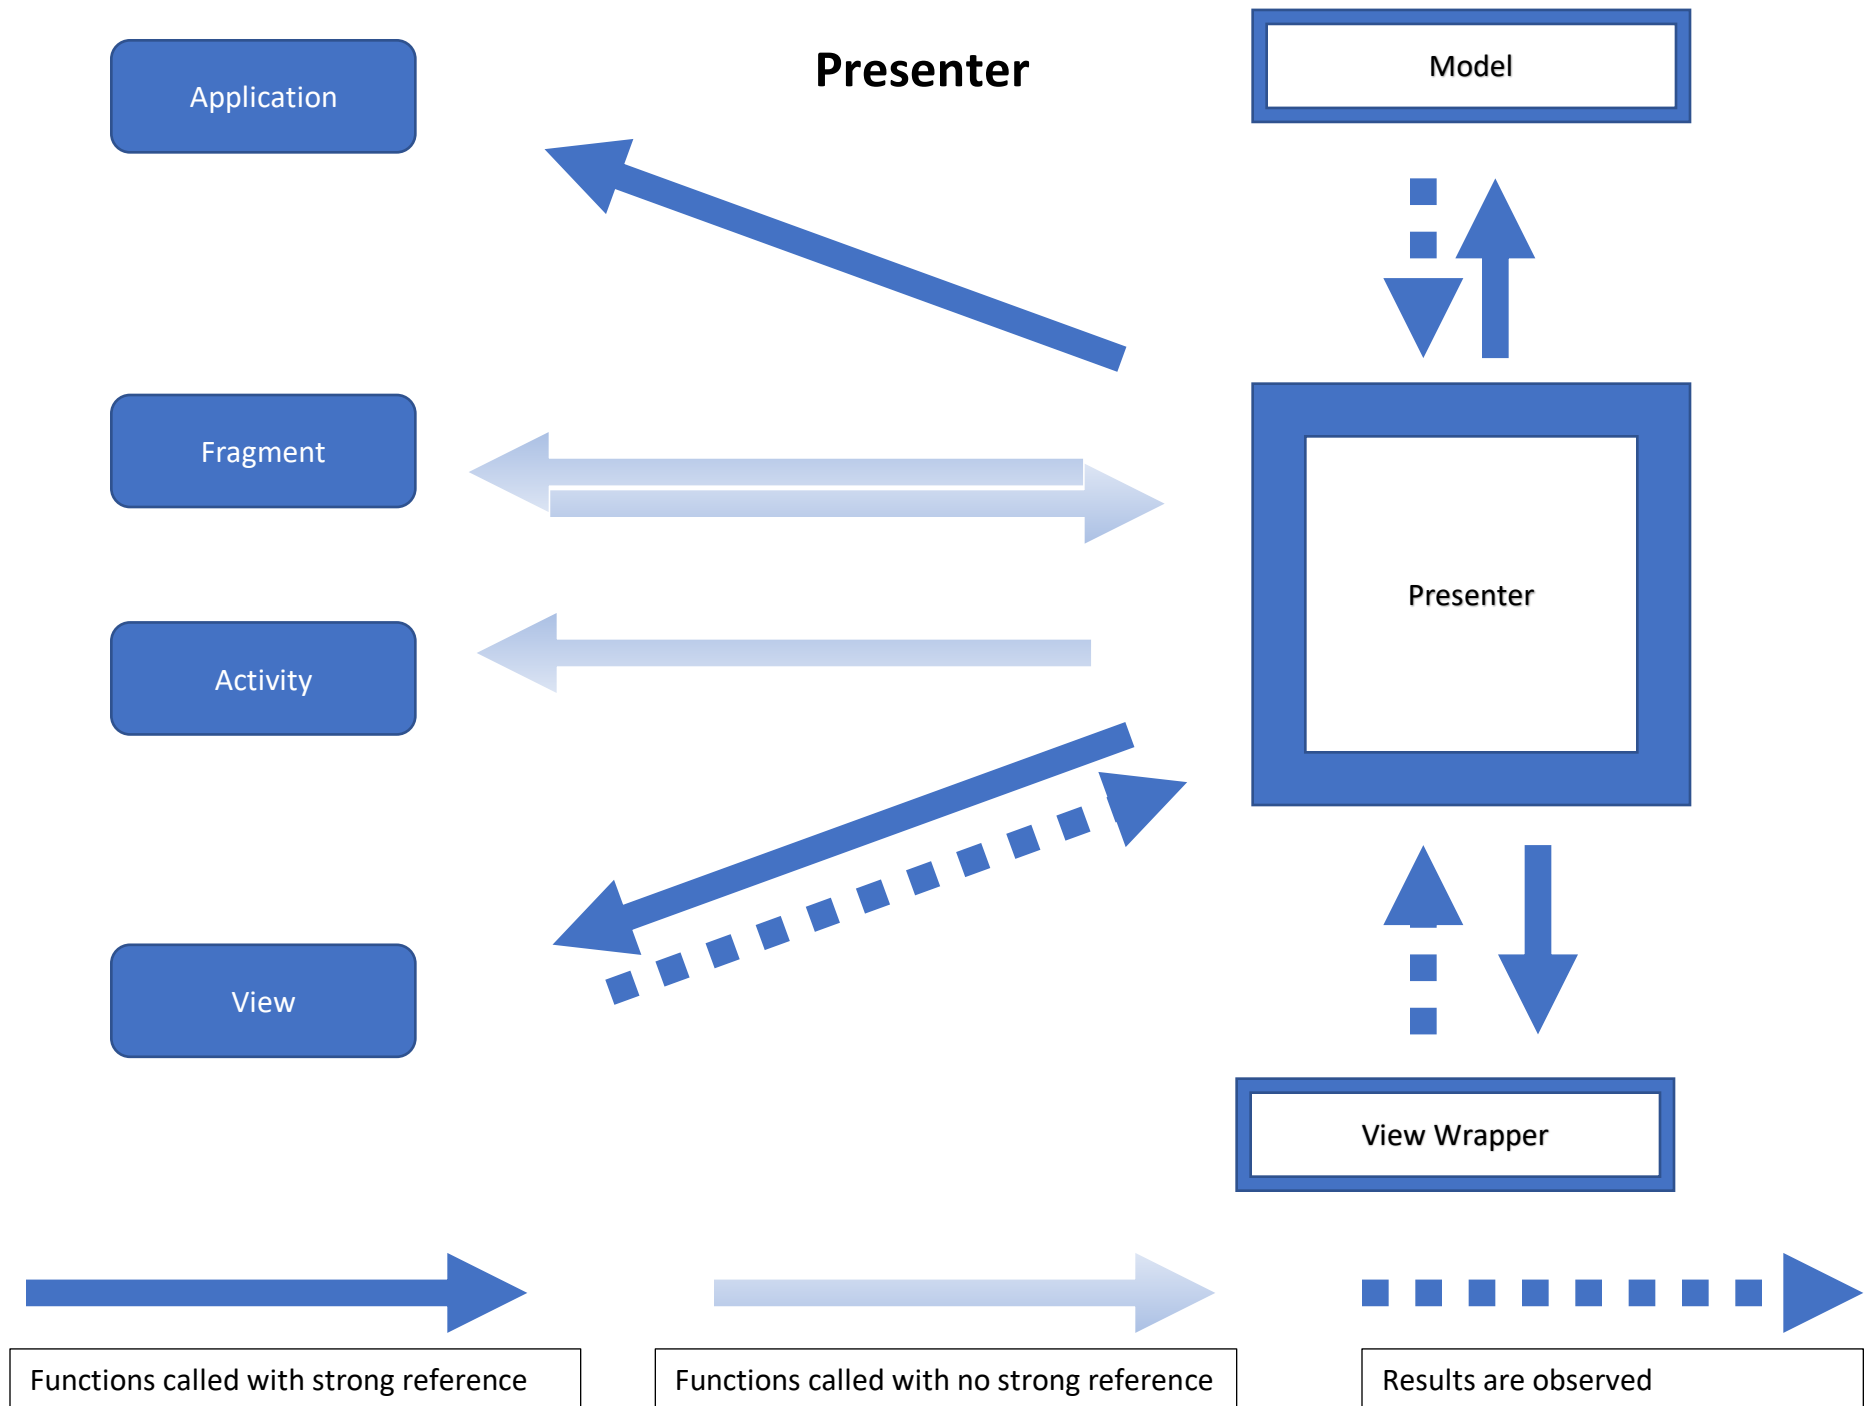 Presenter
Application
Model
Fragment
Presenter
Activity
View
View Wrapper
Functions called with strong reference
Functions called with no strong reference
Results are observed